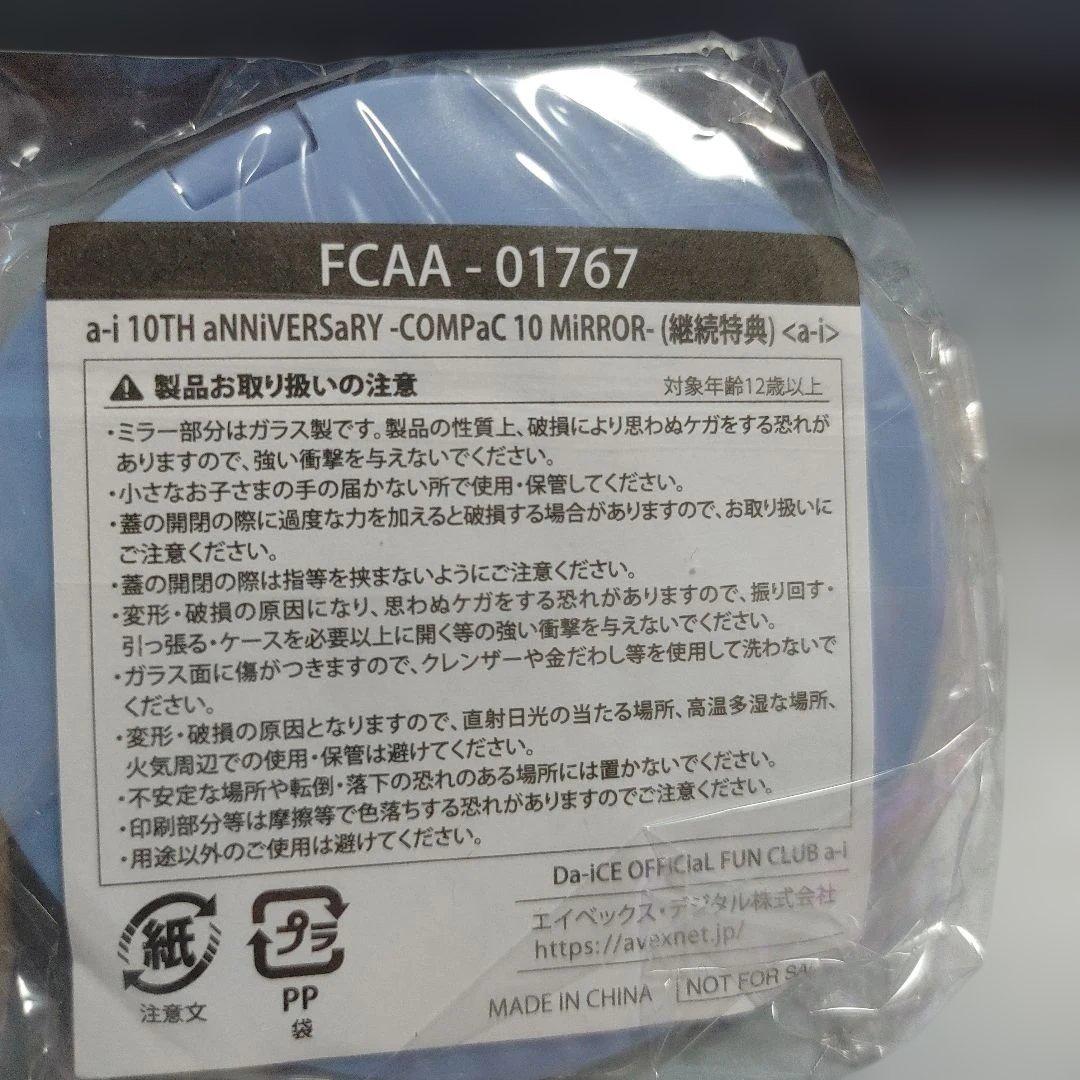 FCAA - 01767
a-i 10TH aNNiVERSaRY -COMPaC 10 MiRROR- (継続特典) <a-i>
製品お取り扱いの注意 対象年齢12歳以上
・ミラー部分はガラス製です。製品の性質上、破損により思わぬケガをする恐れが
ありますので、強い衝撃を与えないでください。
・小さなお子さまの手の届かない所で使用・保管してください。
・蓋の開閉の際に過度な力を加えると破損する場合がありますので、お取り扱いに
ご注意ください。
・蓋の開閉の際は指等を挟まないようにご注意ください。
・変形・破損の原因になり、思わぬケガをする恐れがありますので、振り回す・
引っ張る・ケースを必要以上に開く等の強い衝撃を与えないでください。
・ガラス面に傷がつきますので、クレンザーや金だわし等を使用して洗わないで
ください。
・変形・破損の原因となりますので、直射日光の当たる場所、高温多湿な場所、
火気周辺での使用・保管は避けてください。
・不安定な場所や転倒・落下の恐れのある場所には置かないでください。
・印刷部分等は摩擦等で色落ちする恐れがありますのでご注意ください。
・用途以外のご使用は避けてください。
Da-iCE OFFiCiaL FUN CLUB a-i
エイベックス・デジタル株式会社
https://avexnet.jp/
MADE iN CHINA NOT FOR
紙
注意文
プラ
PP
袋